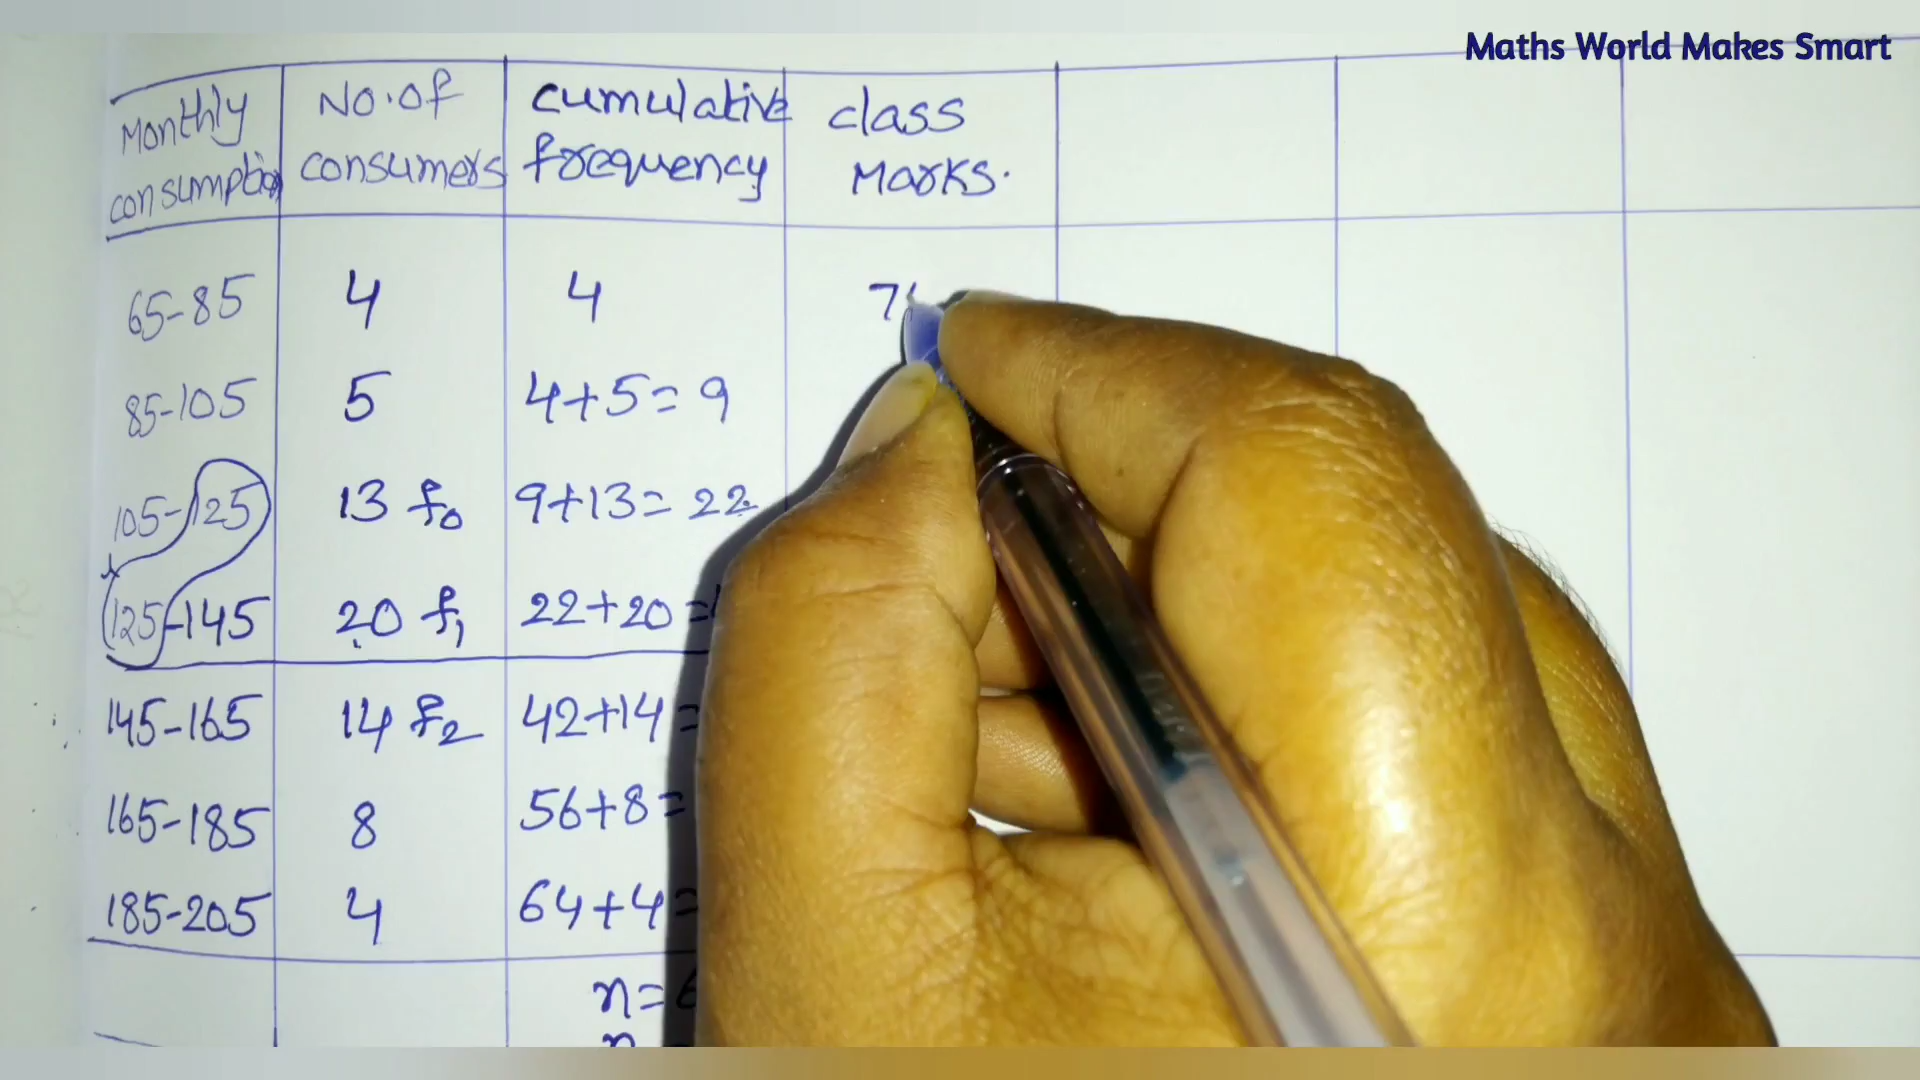 Maths World Makes Smart
Monthly consumption No. of consumers cumulative frequency class Marks.
65-85 4 4 7
85-105 5 4+5=9
105-125 13 f0 9+13=22
125-145 20 f1 22+20=
145-165 14 f2 42+14=
165-185 8 56+8=
185-205 4 64+4=
n=6